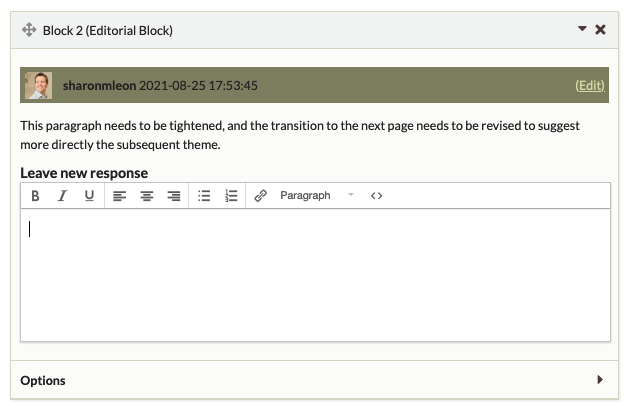 Block 2 (Editorial Block)
sharonmleon 2021-08-25 17:53:45 (Edit)
This paragraph needs to be tightened, and the transition to the next page needs to be revised to suggest
more directly the subsequent theme.
Leave new response
B I U Paragraph <>
Options